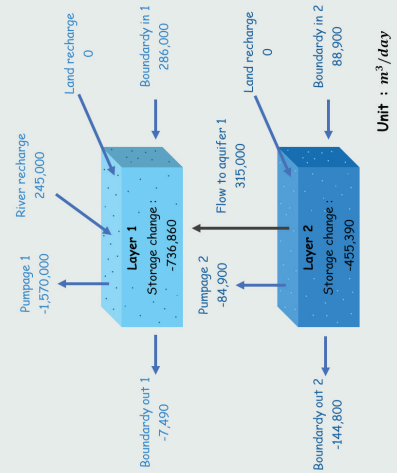 Pumpage 1
-1,570,000
River recharge
245,000
Land recharge
0
Boundardy in 1
286,000
Layer 1
Storage change :
-736,860
Boundardy out 1
-7,490
Pumpage 2
-84,900
Flow to aquifer 1
315,000
Land recharge
0
Boundardy in 2
88,900
Layer 2
Storage change :
-455,390
Boundardy out 2
-144,800
Unit : m³/day